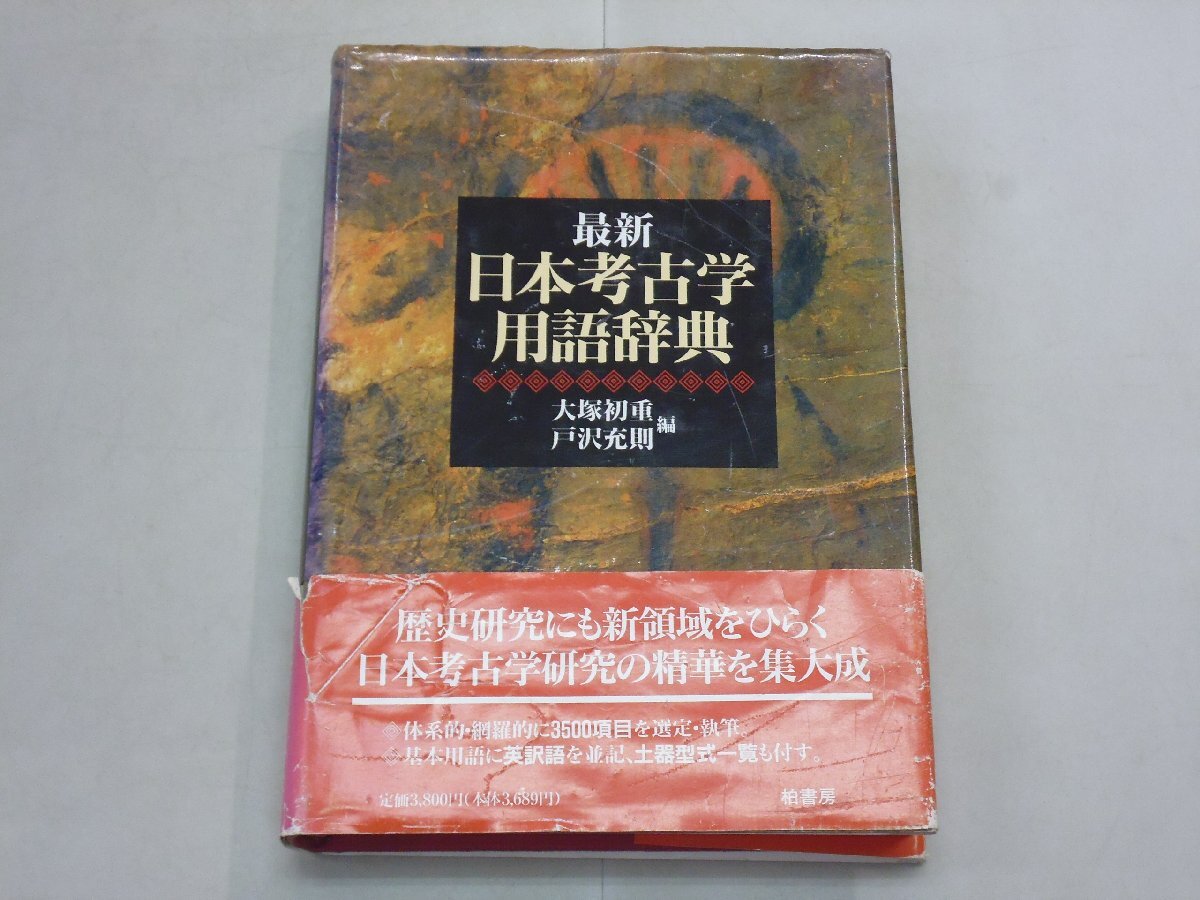 最新
日本考古学
用語辞典
大塚初重
戸沢充則
編
歴史研究にも新領域をひらく
日本考古学研究の精華を集大成
◈体系的・網羅的に3500項目を選定・執筆。
◈基本用語に英訳語を並記、土器型式一覧も付す。
定価3,800円(本体3,689円)
柏書房